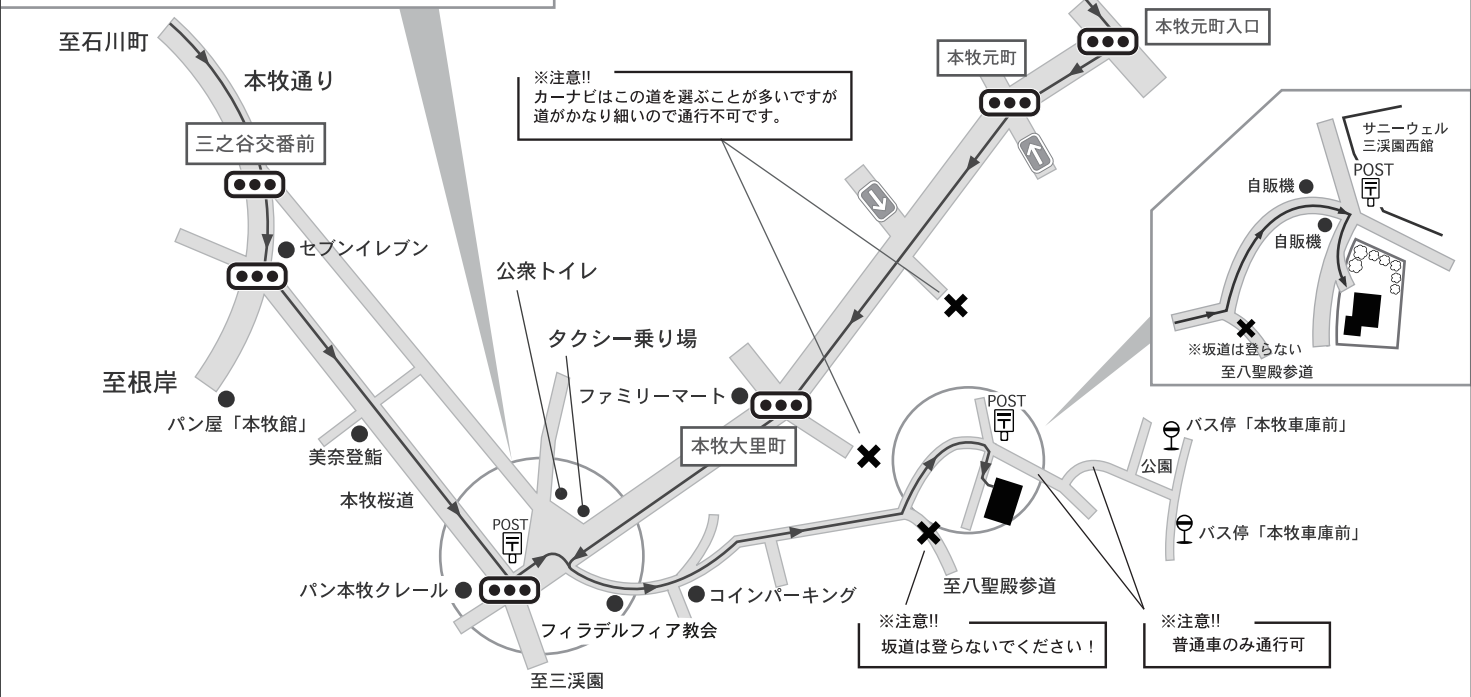 至石川町
本牧通り
三之谷交番前
セブンイレブン
至根岸
パン屋「本牧館」
美奈登鮨
本牧桜道
公衆トイレ
タクシー乗り場
※注意!!
カーナビはこの道を選ぶことが多いですが
道がかなり細いので通行不可です。
本牧元町
本牧元町入口
ファミリーマート
本牧大里町
POST
パン本牧クレール
フィラデルフィア教会
至三渓園
コインパーキング
POST
至八聖殿参道
※注意!!
坂道は登らないでください！
※注意!!
普通車のみ通行可
公園
バス停「本牧車庫前」
バス停「本牧車庫前」
サニーウェル
三渓園西館
POST
自販機
自販機
※坂道は登らない
至八聖殿参道